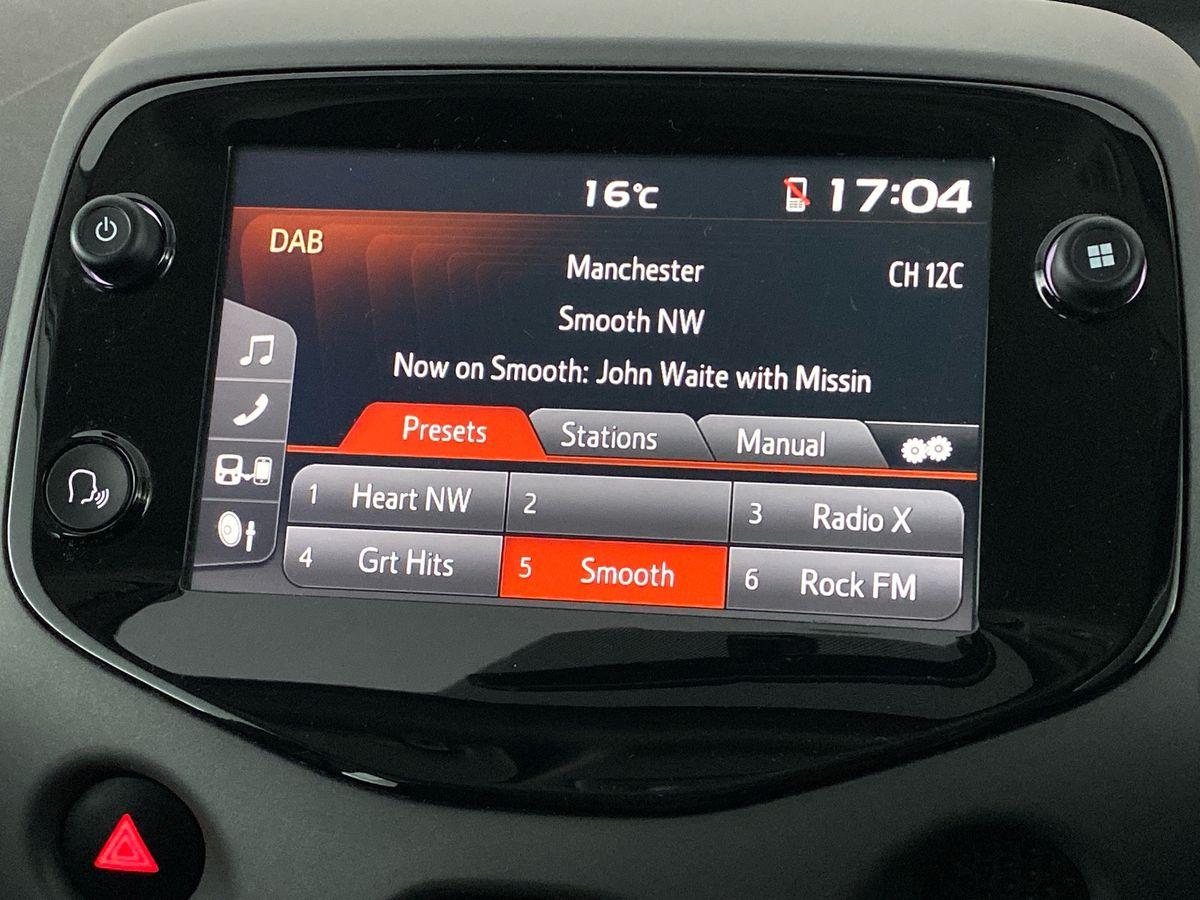 16°C 17:04
DAB
Manchester CH 12C
Smooth NW
Now on Smooth: John Waite with Missin
Presets Stations Manual
1 Heart NW 2 3 Radio X
4 Grt Hits 5 Smooth 6 Rock FM